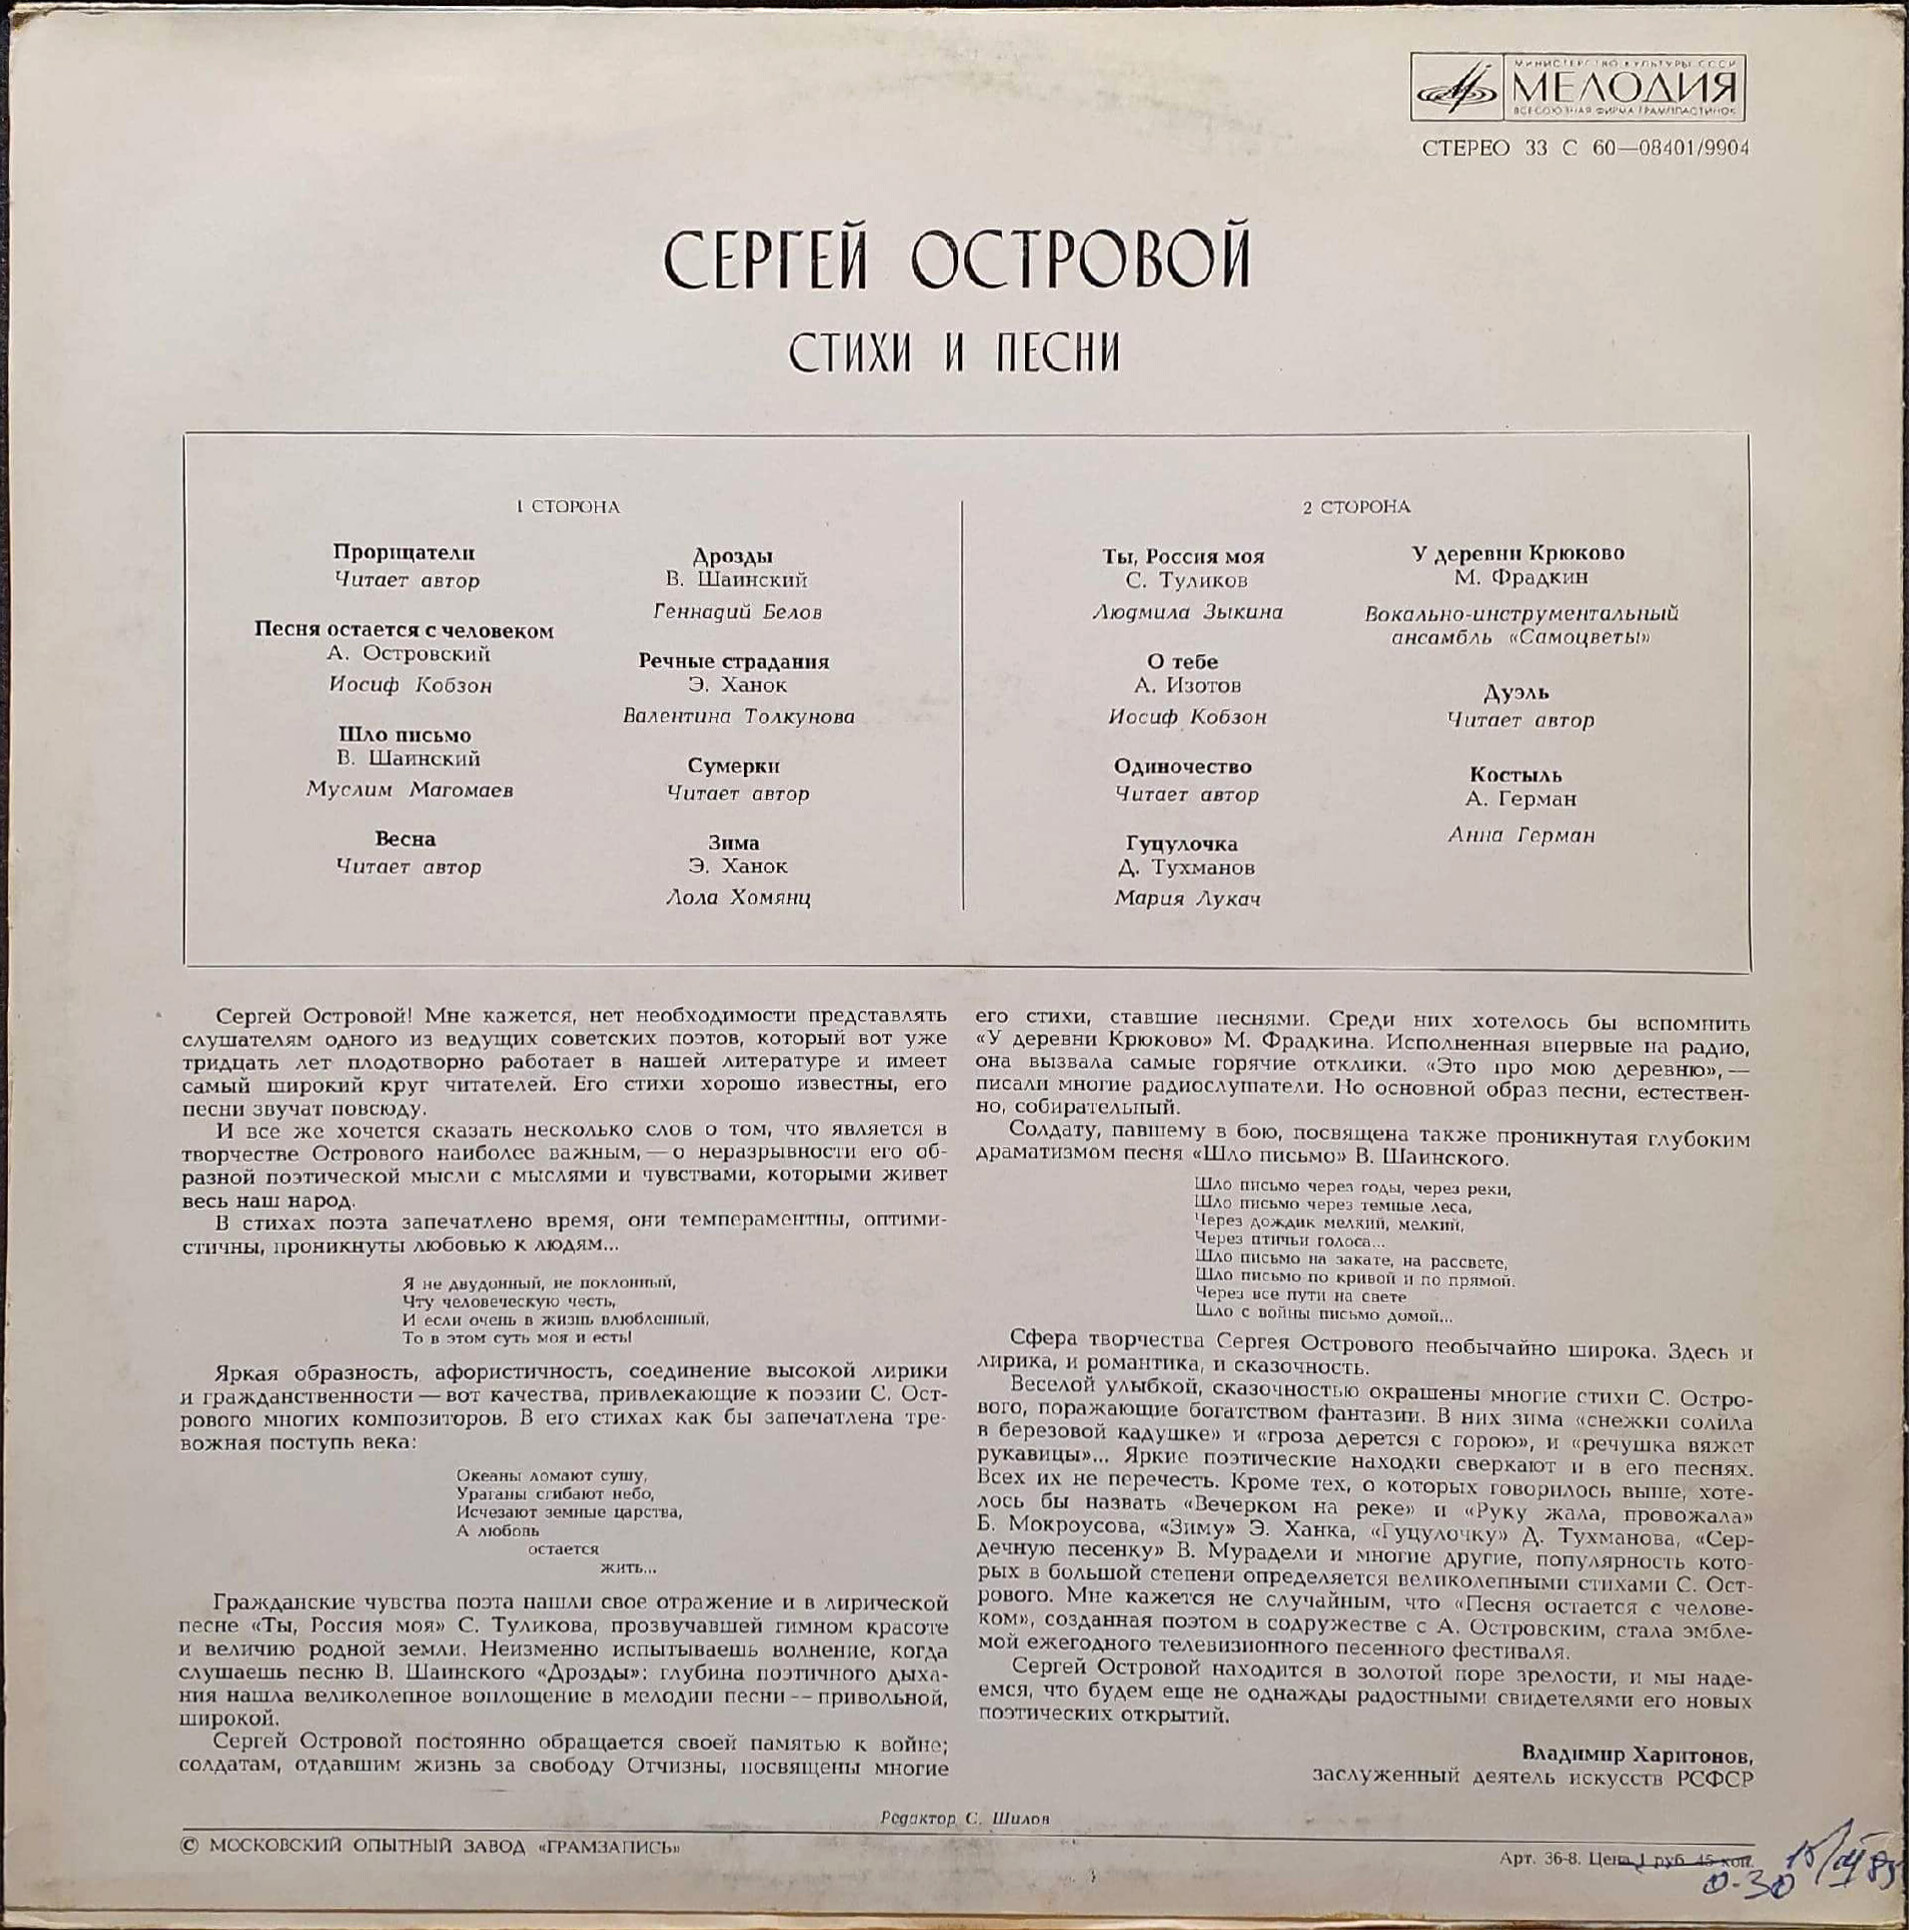 МИНИСТЕРСТВО КУЛЬТУРЫ СССР
МЕЛОДИЯ
ВСЕСОЮЗНАЯ ФИРМА ГРАМПЛАСТИНОК
СТЕРЕО 33 С 60—08401/9904
СЕРГЕЙ ОСТРОВОЙ
СТИХИ И ПЕСНИ
1 СТОРОНА
Прорицатели
Читает автор
Песня остается с человеком
А. Островский
Иосиф Кобзон
Шло письмо
В. Шаинский
Муслим Магомаев
Весна
Читает автор
Дрозды
В. Шаинский
Геннадий Белов
Речные страдания
Э. Ханок
Валентина Толкунова
Сумерки
Читает автор
Зима
Э. Ханок
Лола Хомянц
2 СТОРОНА
Ты, Россия моя
С. Туликов
Людмила Зыкина
О тебе
А. Изотов
Иосиф Кобзон
Одиночество
Читает автор
Гуцулочка
Д. Тухманов
Мария Лукач
У деревни Крюково
М. Фрадкин
Вокально-инструментальный
ансамбль «Самоцветы»
Дуэль
Читает автор
Костыль
А. Герман
Анна Герман
Сергей Островой! Мне кажется, нет необходимости представлять
слушателям одного из ведущих советских поэтов, который вот уже
тридцать лет плодотворно работает в нашей литературе и имеет
самый широкий круг читателей. Его стихи хорошо известны, его
песни звучат повсюду.
И все же хочется сказать несколько слов о том, что является в
творчестве Острового наиболее важным, — о неразрывности его об-
разной поэтической мысли с мыслями и чувствами, которыми живет
весь наш народ.
В стихах поэта запечатлено время, они темпераментны, оптими-
стичны, проникнуты любовью к людям...
Я не двудонный, не поклонный,
Чту человеческую честь,
И если очень в жизнь влюбленный,
То в этом суть моя и есть!
Яркая образность, афористичность, соединение высокой лирики
и гражданственности — вот качества, привлекающие к поэзии С. Ост-
рового многих композиторов. В его стихах как бы запечатлена тре-
вожная поступь века:
Океаны ломают сушу,
Ураганы сгибают небо,
Исчезают земные царства,
А любовь
остается
жить...
Гражданские чувства поэта нашли свое отражение и в лирической
песне «Ты, Россия моя» С. Туликова, прозвучавшей гимном красоте
и величию родной земли. Неизменно испытываешь волнение, когда
слушаешь песню В. Шаинского «Дрозды»: глубина поэтичного дыха-
ния нашла великолепное воплощение в мелодии песни — привольной,
широкой.
Сергей Островой постоянно обращается своей памятью к войне;
солдатам, отдавшим жизнь за свободу Отчизны, посвящены многие
его стихи, ставшие песнями. Среди них хотелось бы вспомнить
«У деревни Крюково» М. Фрадкина. Исполненная впервые на радио,
она вызвала самые горячие отклики. «Это про мою деревню», —
писали многие радиослушатели. Но основной образ песни, естествен-
но, собирательный.
Солдату, павшему в бою, посвящена также проникнутая глубоким
драматизмом песня «Шло письмо» В. Шаинского.
Шло письмо через годы, через реки,
Шло письмо через темные леса,
Через дождик мелкий, мелкий,
Через птичьи голоса...
Шло письмо на закате, на рассвете,
Шло письмо по кривой и по прямой.
Через все пути на свете
Шло с войны письмо домой...
Сфера творчества Сергея Острового необычайно широка. Здесь и
лирика, и романтика, и сказочность.
Веселой улыбкой, сказочностью окрашены многие стихи С. Остро-
вого, поражающие богатством фантазии. В них зима «снежки солила
в березовой кадушке» и «гроза дерется с горою», и «речушка вяжет
рукавицы»... Яркие поэтические находки сверкают и в его песнях.
Всех их не перечесть. Кроме тех, о которых говорилось выше, хоте-
лось бы назвать «Вечерком на реке» и «Руку жала, провожала»
Б. Мокроусова, «Зиму» Э. Ханка, «Гуцулочку» Д. Тухманова, «Сер-
дечную песенку» В. Мурадели и многие другие, популярность кото-
рых в большой степени определяется великолепными стихами С. Ост-
рового. Мне кажется не случайным, что «Песня остается с челове-
ком», созданная поэтом в содружестве с А. Островским, стала эмбле-
мой ежегодного телевизионного песенного фестиваля.
Сергей Островой находится в золотой поре зрелости, и мы наде-
емся, что будем еще не однажды радостными свидетелями его новых
поэтических открытий.
Владимир Харитонов,
заслуженный деятель искусств РСФСР
Редактор С. Шилов
© МОСКОВСКИЙ ОПЫТНЫЙ ЗАВОД «ГРАМЗАПИСЬ»
Арт. 36-8. Цена 1 руб. 45 коп.
0-30